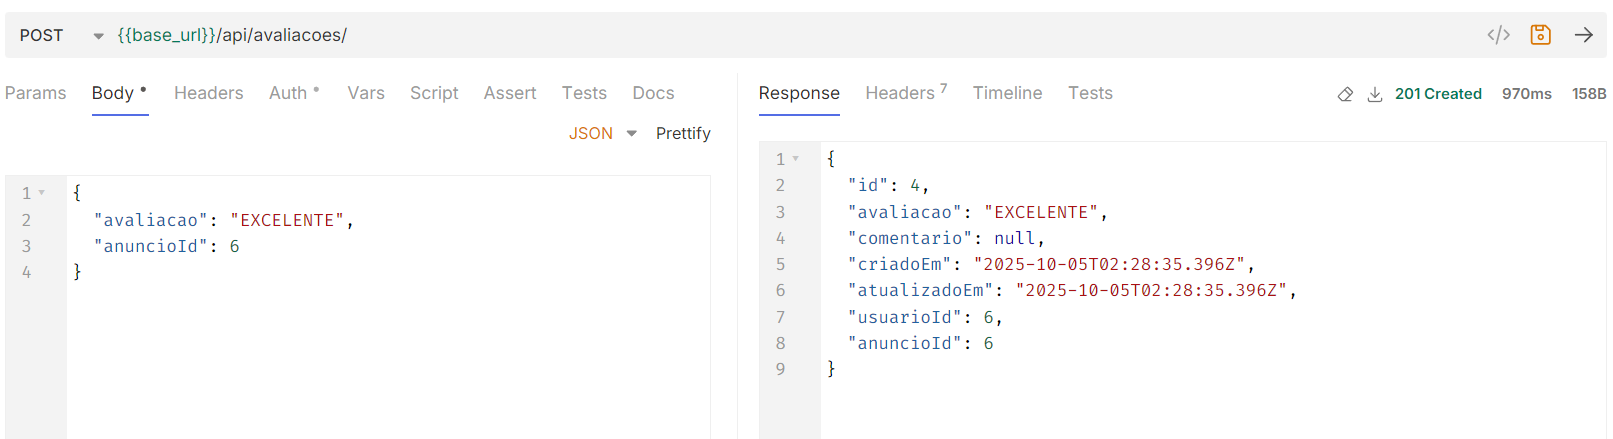 POST {{base_url}}/api/avaliacoes/ </>
Params Body • Headers Auth • Vars Script Assert Tests Docs
JSON Prettify
1 {
2 "avaliacao": "EXCELENTE",
3 "anuncioId": 6
4 }
Response Headers 7 Timeline Tests 201 Created 970ms 158B
1 {
2 "id": 4,
3 "avaliacao": "EXCELENTE",
4 "comentario": null,
5 "criadoEm": "2025-10-05T02:28:35.396Z",
6 "atualizadoEm": "2025-10-05T02:28:35.396Z",
7 "usuarioId": 6,
8 "anuncioId": 6
9 }